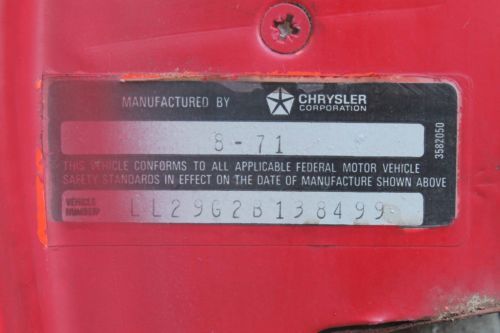 MANUFACTURED BY CHRYSLER CORPORATION
8-71
THIS VEHICLE CONFORMS TO ALL APPLICABLE FEDERAL MOTOR VEHICLE
SAFETY STANDARDS IN EFFECT ON THE DATE OF MANUFACTURE SHOWN ABOVE
VEHICLE NUMBER LL29G2B138499
3582050